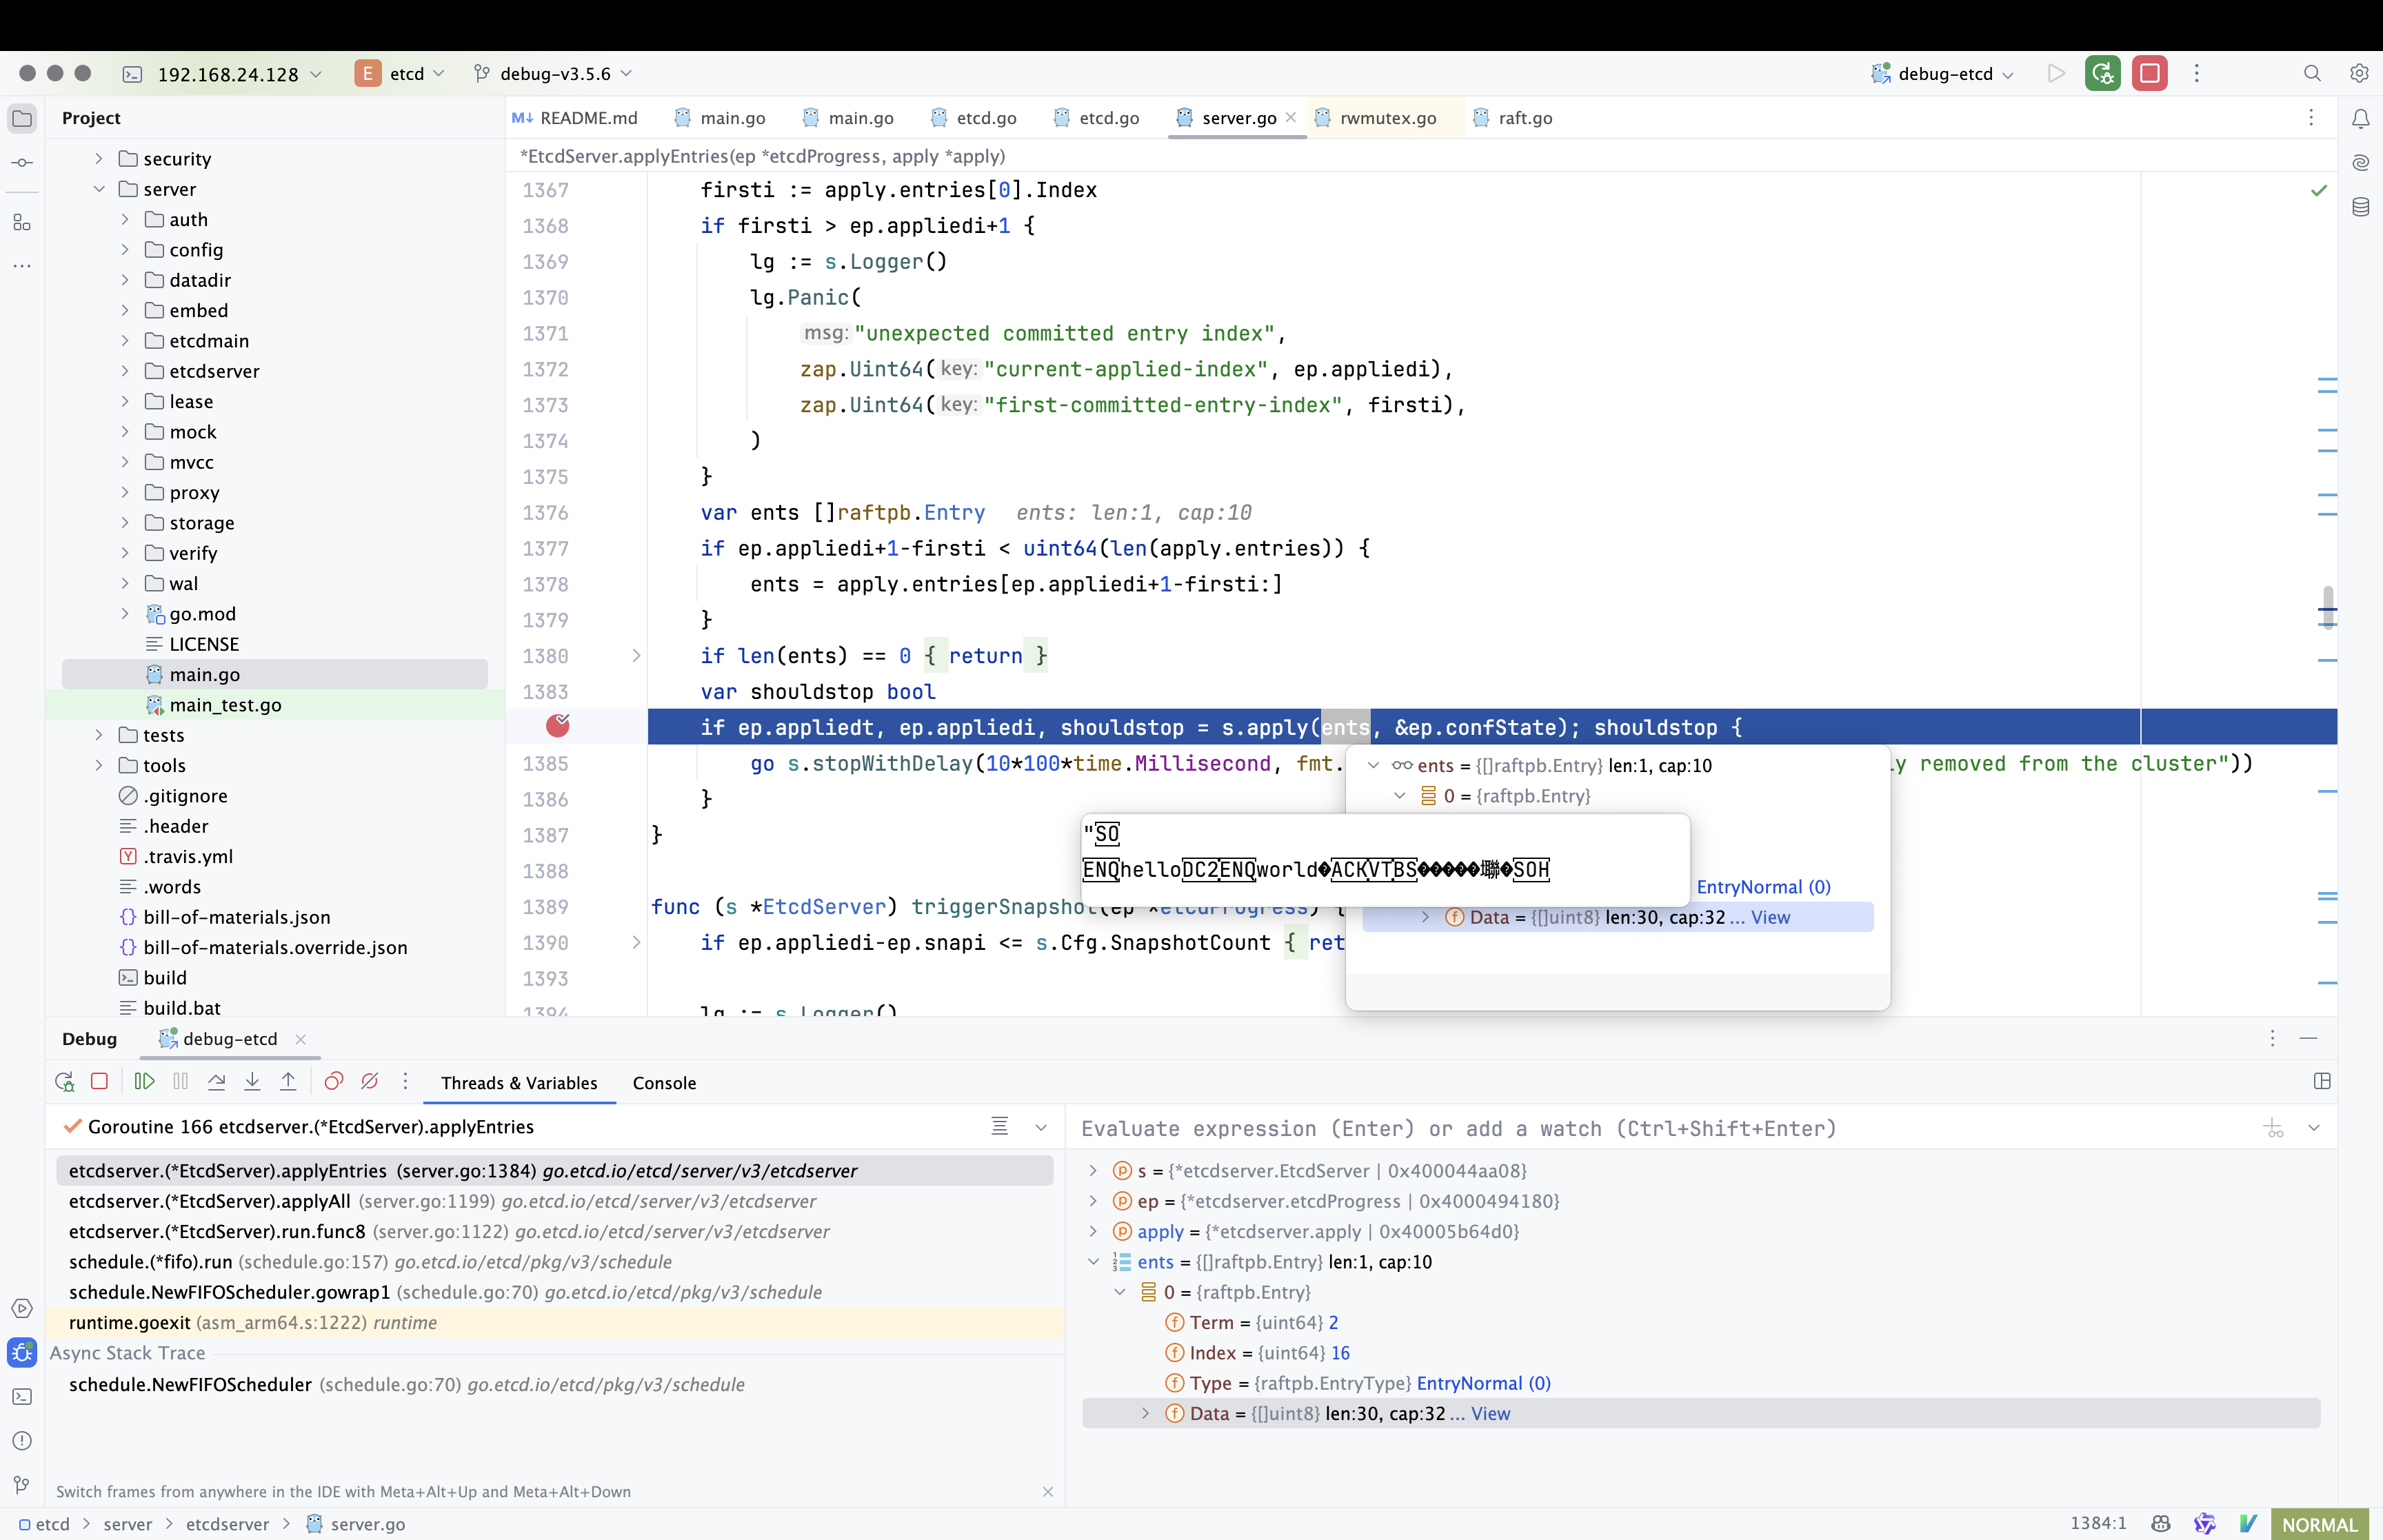 192.168.24.128
E etcd
debug-v3.5.6
debug-etcd
Project
security
server
auth
config
datadir
embed
etcdmain
etcdserver
lease
mock
mvcc
proxy
storage
verify
wal
go.mod
LICENSE
main.go
main_test.go
tests
tools
.gitignore
.header
.travis.yml
.words
bill-of-materials.json
bill-of-materials.override.json
build
build.bat
M↓ README.md
main.go
main.go
etcd.go
etcd.go
server.go
rwmutex.go
raft.go
*EtcdServer.applyEntries(ep *etcdProgress, apply *apply)
1367 firsti := apply.entries[0].Index
1368 if firsti > ep.appliedi+1 {
1369 lg := s.Logger()
1370 lg.Panic(
1371 msg: "unexpected committed entry index",
1372 zap.Uint64( key: "current-applied-index", ep.appliedi),
1373 zap.Uint64( key: "first-committed-entry-index", firsti),
1374 )
1375 }
1376 var ents []raftpb.Entry ents: len:1, cap:10
1377 if ep.appliedi+1-firsti < uint64(len(apply.entries)) {
1378 ents = apply.entries[ep.appliedi+1-firsti:]
1379 }
1380 if len(ents) == 0 { return }
1383 var shouldstop bool
if ep.appliedt, ep.appliedi, shouldstop = s.apply(ents, &ep.confState); shouldstop {
1385 go s.stopWithDelay(10*100*time.Millisecond, fmt. ly removed from the cluster"))
1386 }
1387 }
1388
1389 func (s *EtcdServer) triggerSnapshot(ep *etcdProgress) {
1390 if ep.appliedi-ep.snapi <= s.Cfg.SnapshotCount { ret
1393
1394 lg := s.Logger()
ents = {[]raftpb.Entry} len:1, cap:10
0 = {raftpb.Entry}
EntryNormal (0)
Data = {[]uint8} len:30, cap:32 ... View
"SO
ENQhelloDC2ENQworld�ACKVTBS�����聯�SOH
Debug
debug-etcd
Threads & Variables
Console
Goroutine 166 etcdserver.(*EtcdServer).applyEntries
etcdserver.(*EtcdServer).applyEntries (server.go:1384) go.etcd.io/etcd/server/v3/etcdserver
etcdserver.(*EtcdServer).applyAll (server.go:1199) go.etcd.io/etcd/server/v3/etcdserver
etcdserver.(*EtcdServer).run.func8 (server.go:1122) go.etcd.io/etcd/server/v3/etcdserver
schedule.(*fifo).run (schedule.go:157) go.etcd.io/etcd/pkg/v3/schedule
schedule.NewFIFOScheduler.gowrap1 (schedule.go:70) go.etcd.io/etcd/pkg/v3/schedule
runtime.goexit (asm_arm64.s:1222) runtime
Async Stack Trace
schedule.NewFIFOScheduler (schedule.go:70) go.etcd.io/etcd/pkg/v3/schedule
Switch frames from anywhere in the IDE with Meta+Alt+Up and Meta+Alt+Down
Evaluate expression (Enter) or add a watch (Ctrl+Shift+Enter)
s = {*etcdserver.EtcdServer | 0x400044aa08}
ep = {*etcdserver.etcdProgress | 0x4000494180}
apply = {*etcdserver.apply | 0x40005b64d0}
ents = {[]raftpb.Entry} len:1, cap:10
0 = {raftpb.Entry}
Term = {uint64} 2
Index = {uint64} 16
Type = {raftpb.EntryType} EntryNormal (0)
Data = {[]uint8} len:30, cap:32 ... View
etcd > server > etcdserver > server.go
1384:1
NORMAL